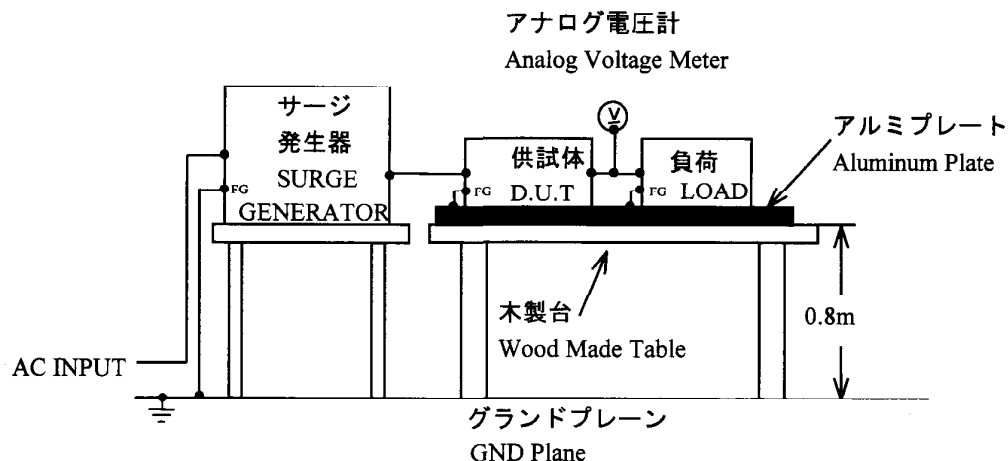 アナログ電圧計
Analog Voltage Meter
サージ
発生器
SURGE
GENERATOR
FG
供試体
D.U.T
FG
V
負荷
LOAD
FG
アルミプレート
Aluminum Plate
木製台
Wood Made Table
0.8m
AC INPUT
グランドプレーン
GND Plane